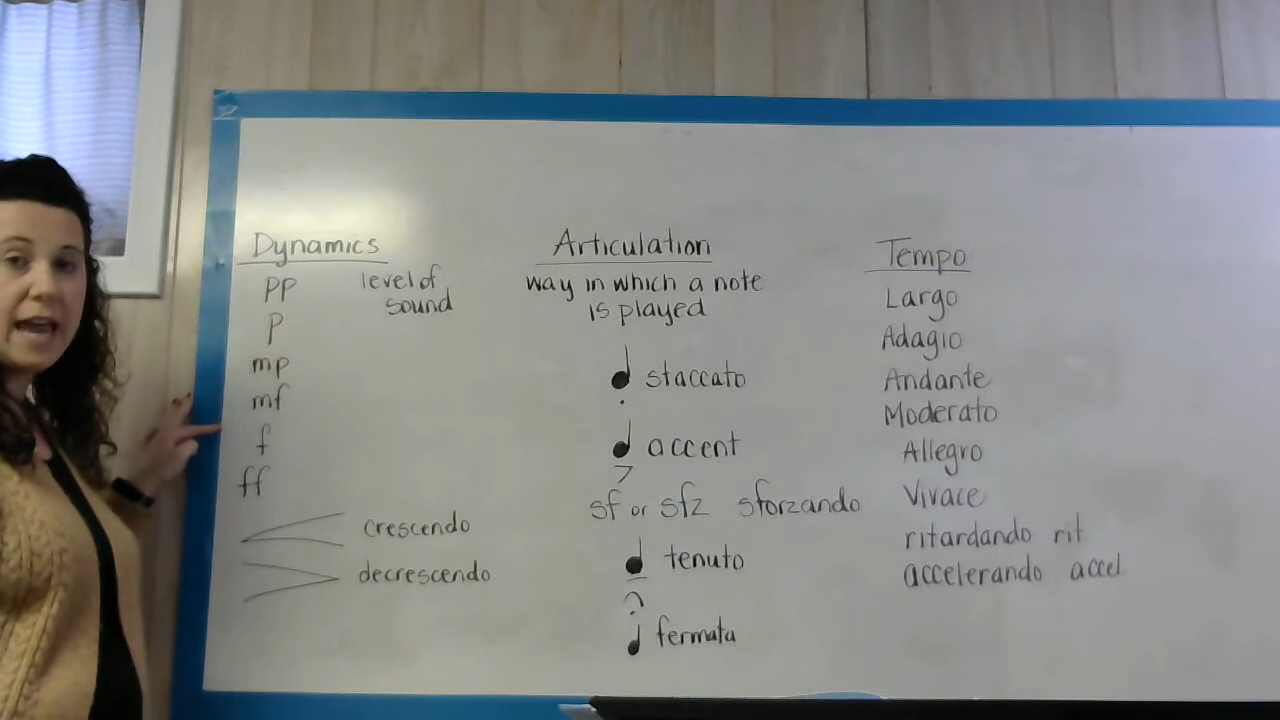 Dynamics
pp level of
sound
p
mp
mf
f
ff
crescendo
decrescendo
Articulation
way in which a note
is played
staccato
accent
sf or sfz sforzando
tenuto
fermata
Tempo
Largo
Adagio
Andante
Moderato
Allegro
Vivace
ritardando rit
accelerando accel